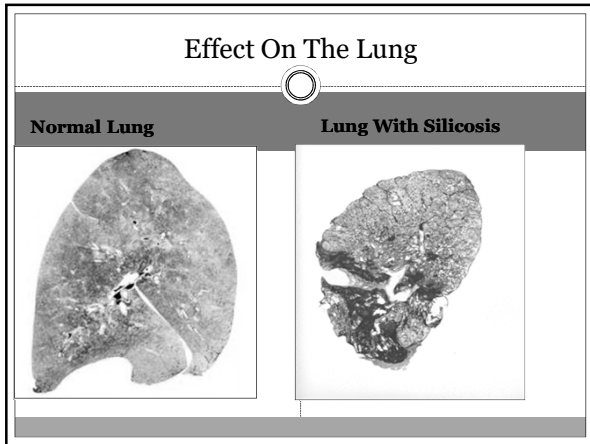 Effect On The Lung
Normal Lung
Lung With Silicosis